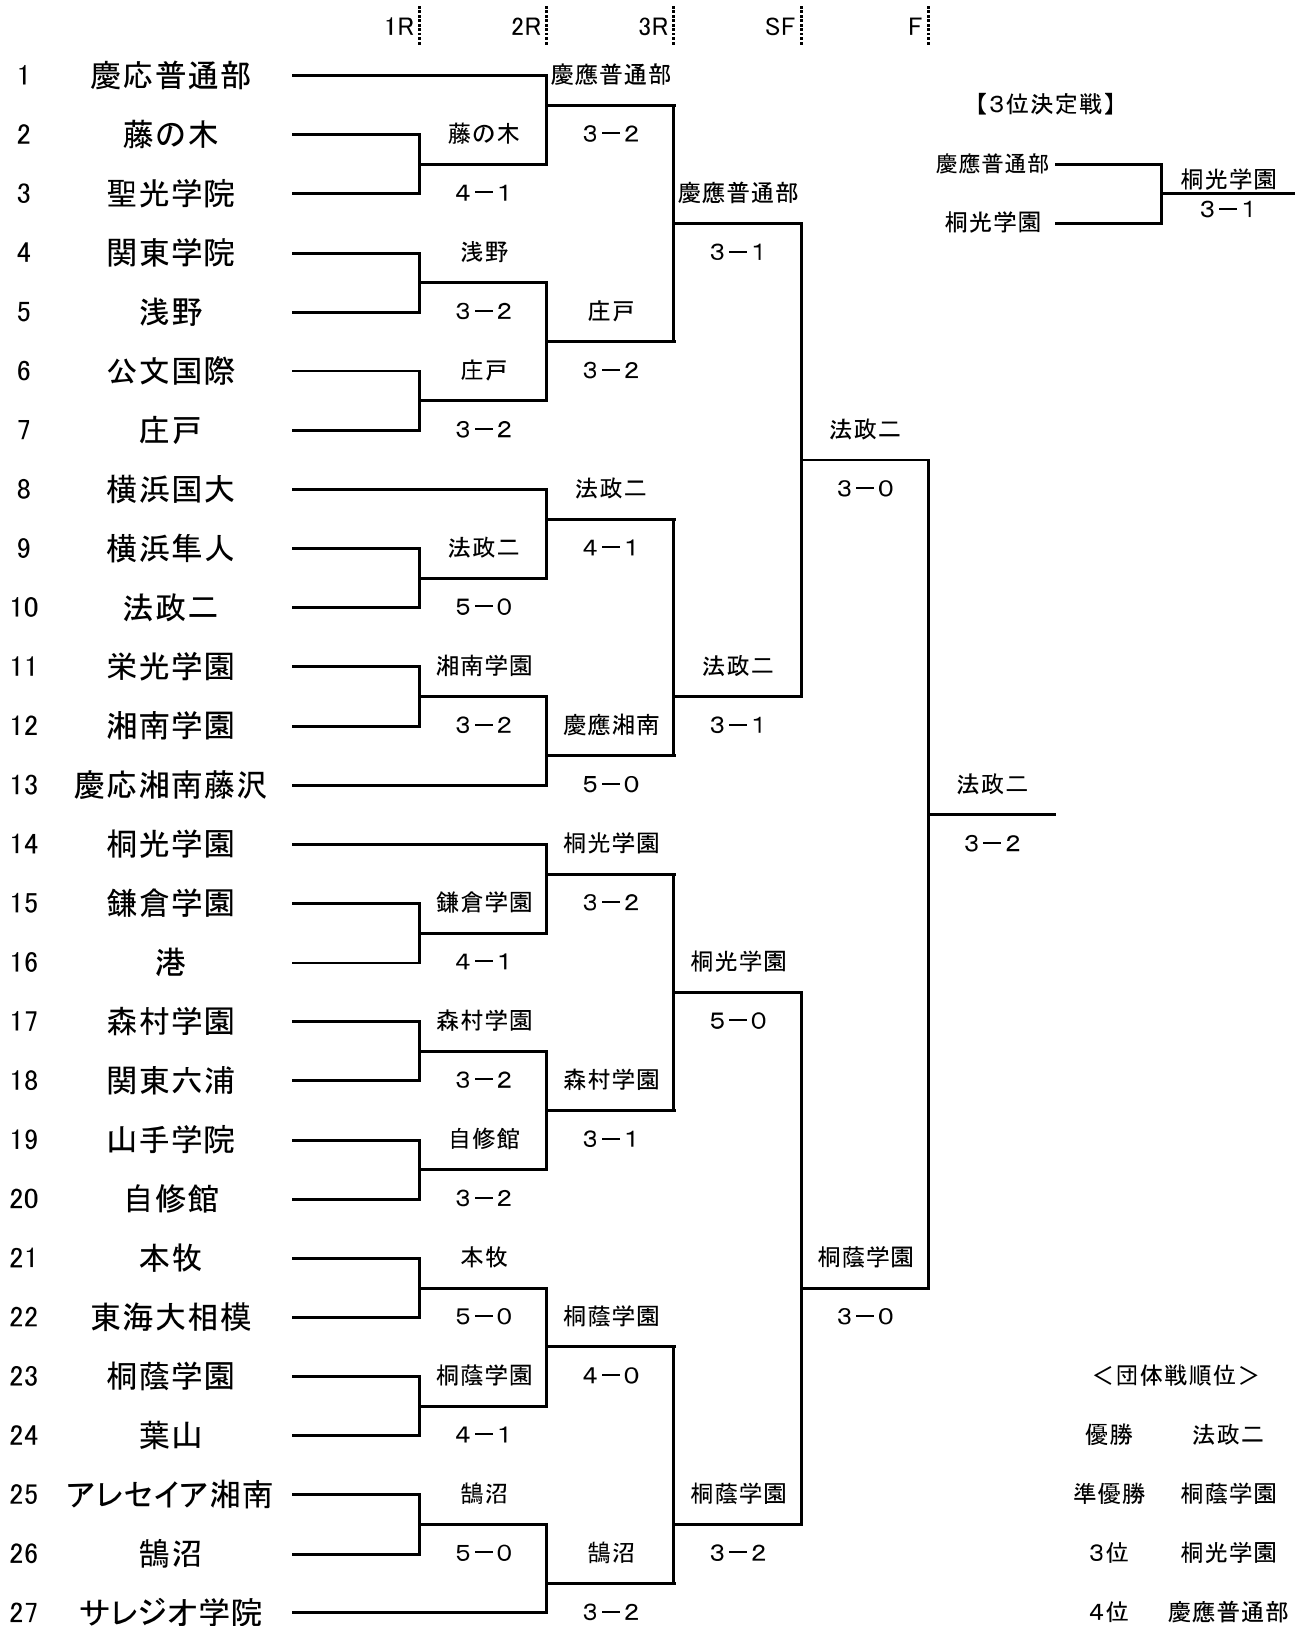 1R 2R 3R SF F
1 慶応普通部 慶應普通部
【3位決定戦】
2 藤の木 藤の木 3－2
慶應普通部
3 聖光学院 4－1 慶應普通部 桐光学園
3－1
桐光学園
4 関東学院 浅野 3－1
5 浅野 3－2 庄戸
6 公文国際 庄戸 3－2
7 庄戸 3－2 法政二
8 横浜国大 法政二 3－0
9 横浜隼人 法政二 4－1
10 法政二 5－0
11 栄光学園 湘南学園 法政二
12 湘南学園 3－2 慶應湘南 3－1
13 慶応湘南藤沢 5－0 法政二
14 桐光学園 桐光学園 3－2
15 鎌倉学園 鎌倉学園 3－2
16 港 4－1 桐光学園
17 森村学園 森村学園 5－0
18 関東六浦 3－2 森村学園
19 山手学院 自修館 3－1
20 自修館 3－2
21 本牧 本牧 桐蔭学園
22 東海大相模 5－0 桐蔭学園 3－0
23 桐蔭学園 桐蔭学園 4－0 ＜団体戦順位＞
24 葉山 4－1 優勝 法政二
25 アレセイア湘南 鵠沼 桐蔭学園 準優勝 桐蔭学園
26 鵠沼 5－0 鵠沼 3－2 3位 桐光学園
27 サレジオ学院 3－2 4位 慶應普通部